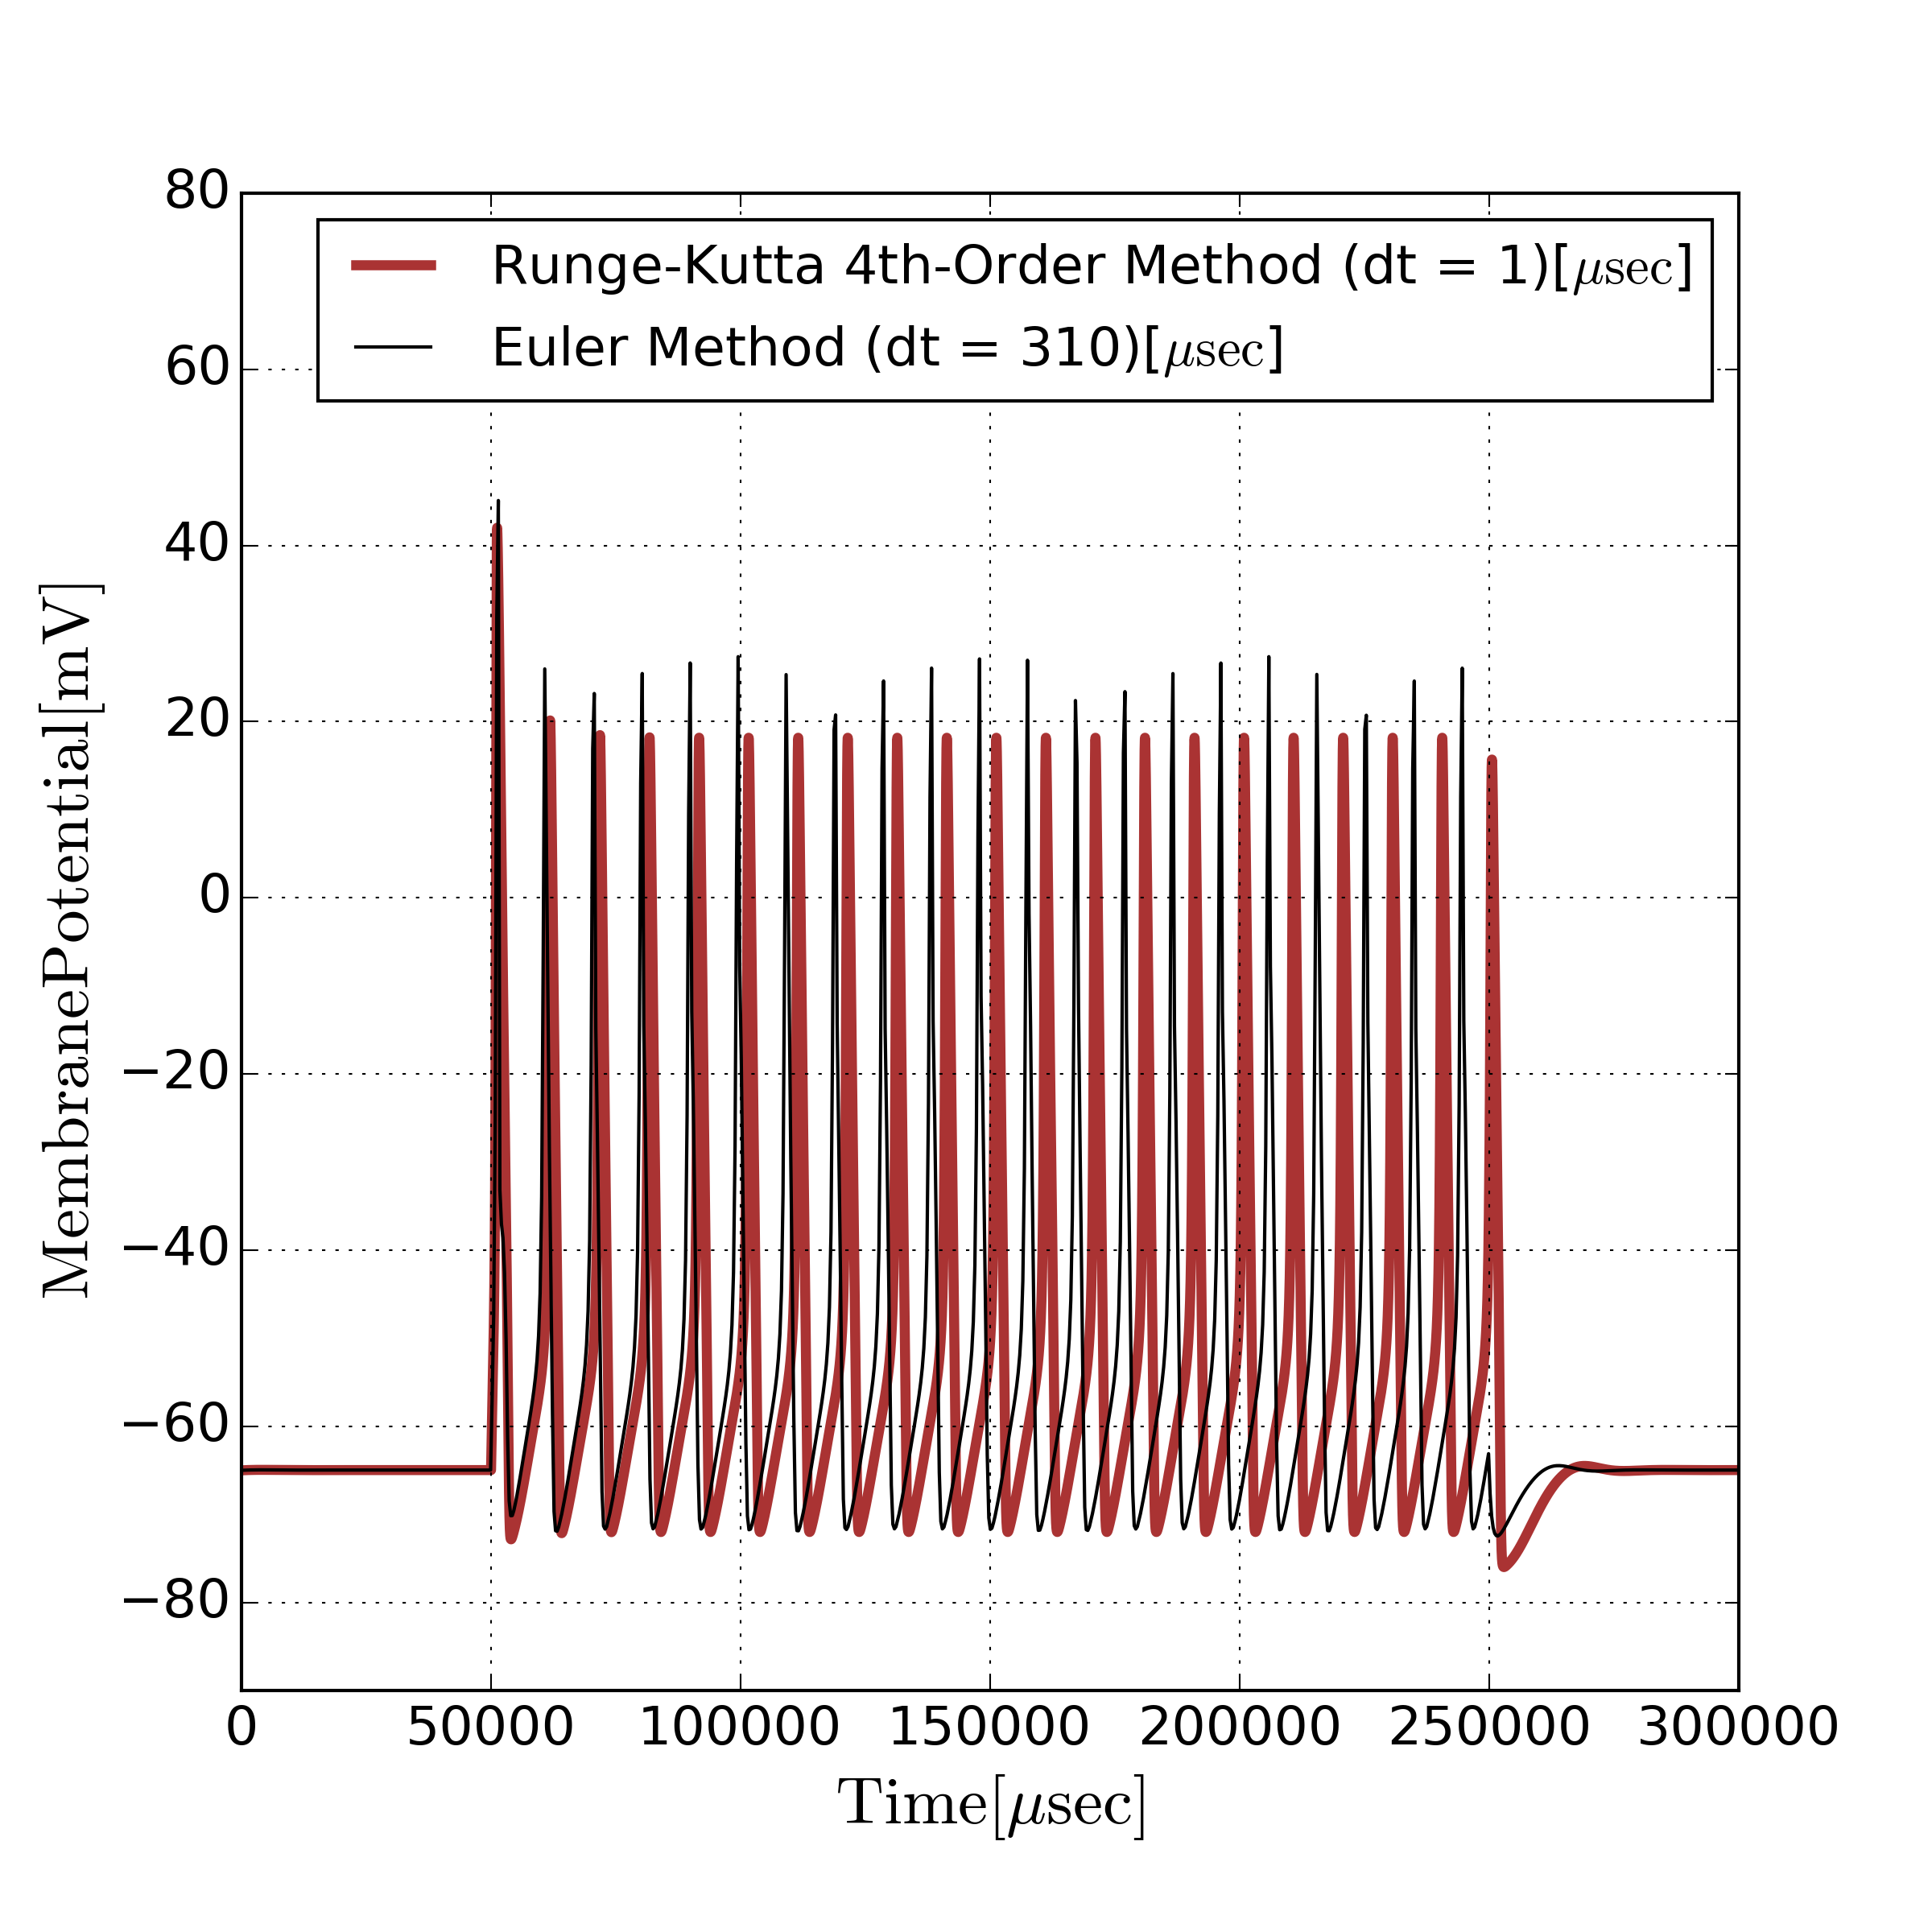 80
Runge-Kutta 4th-Order Method (dt = 1)[μsec]
Euler Method (dt = 310)[μsec]
60
40
20
0
−20
−40
−60
−80
MembranePotential[mV]
0 50000 100000 150000 200000 250000 300000
Time[μsec]